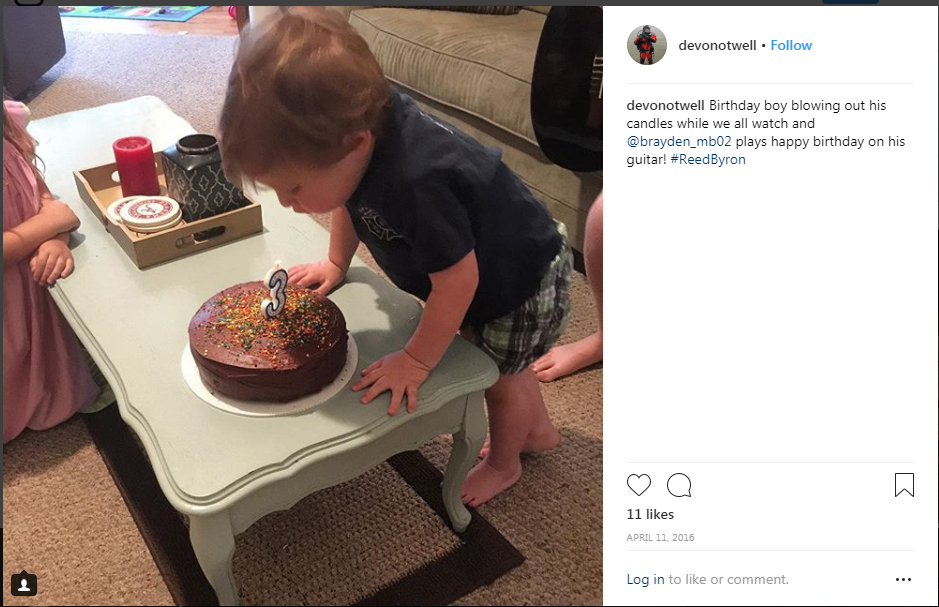 devonotwell • Follow
devonotwell Birthday boy blowing out his
candles while we all watch and
@brayden_mb02 plays happy birthday on his
guitar! #ReedByron
3
11 likes
APRIL 11, 2016
Log in to like or comment.